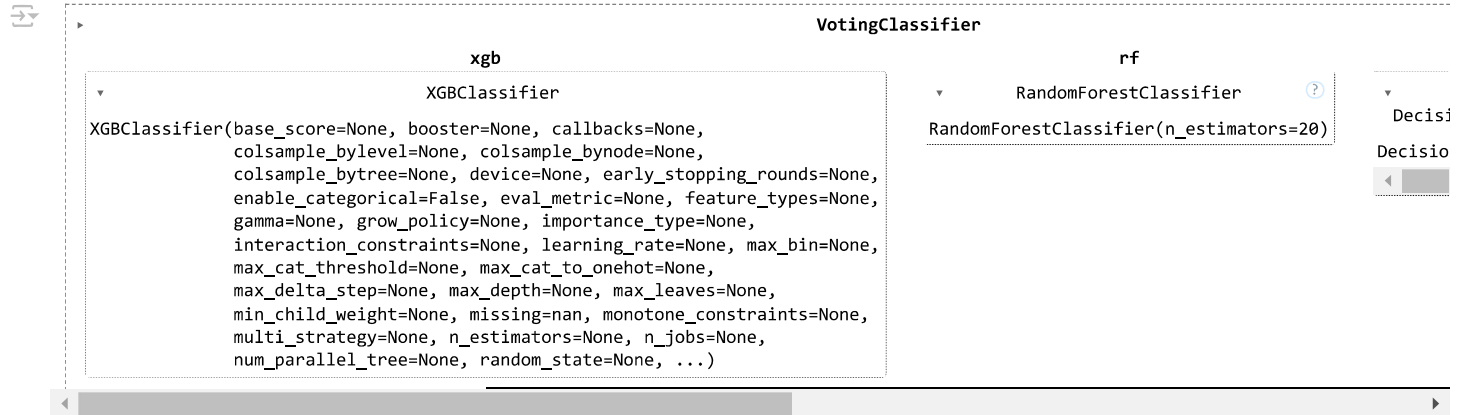 VotingClassifier
xgb
rf
XGBClassifier
RandomForestClassifier
?
Decisi
XGBClassifier(base_score=None, booster=None, callbacks=None,
colsample_bylevel=None, colsample_bynode=None,
colsample_bytree=None, device=None, early_stopping_rounds=None,
enable_categorical=False, eval_metric=None, feature_types=None,
gamma=None, grow_policy=None, importance_type=None,
interaction_constraints=None, learning_rate=None, max_bin=None,
max_cat_threshold=None, max_cat_to_onehot=None,
max_delta_step=None, max_depth=None, max_leaves=None,
min_child_weight=None, missing=nan, monotone_constraints=None,
multi_strategy=None, n_estimators=None, n_jobs=None,
num_parallel_tree=None, random_state=None, ...)
RandomForestClassifier(n_estimators=20)
Decisio